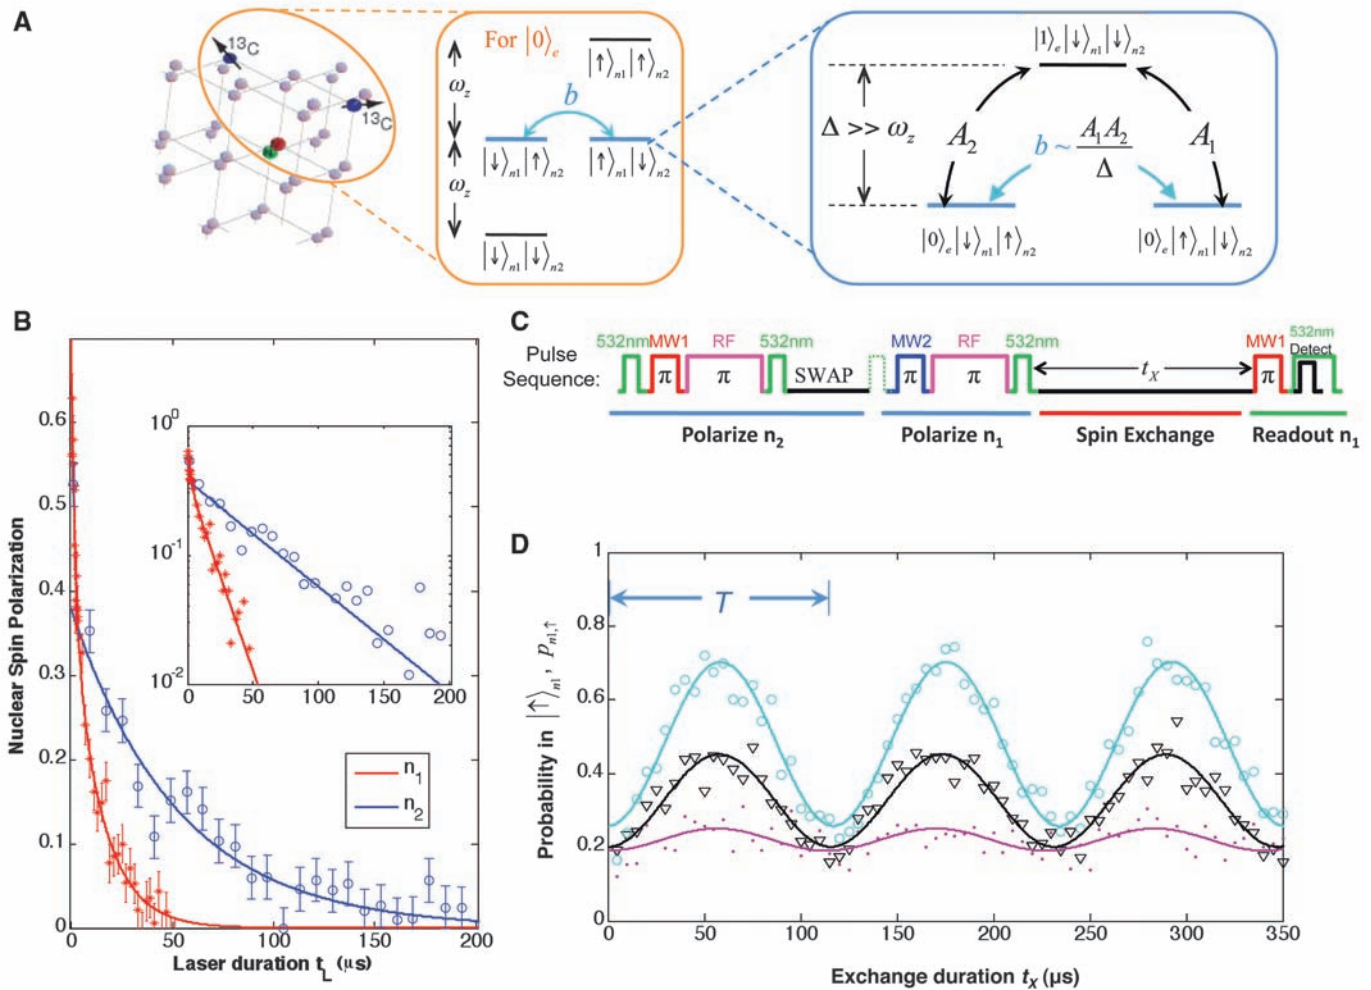 A
13C
13C
For |0⟩e
ωz
ωz
|↑⟩n1|↑⟩n2
b
|↓⟩n1|↑⟩n2
|↑⟩n1|↓⟩n2
|↓⟩n1|↓⟩n2
|1⟩e|↓⟩n1|↓⟩n2
Δ >> ωz
A2
b ~ A1A2/Δ
A1
|0⟩e|↓⟩n1|↑⟩n2
|0⟩e|↑⟩n1|↓⟩n2
B
Nuclear Spin Polarization
0.6
0.5
0.4
0.3
0.2
0.1
0
0 50 100 150 200
Laser duration tL (μs)
10^0
10^-1
10^-2
0 50 100 150 200
n1
n2
C
Pulse
Sequence:
532nm MW1 RF 532nm MW2 RF 532nm MW1 532nm
Detect
π π SWAP π π tX π
Polarize n2 Polarize n1 Spin Exchange Readout n1
D
Probability in |↑⟩n1, pn1,↑
1
0.8
0.6
0.4
0.2
0
T
0 50 100 150 200 250 300 350
Exchange duration tX (μs)